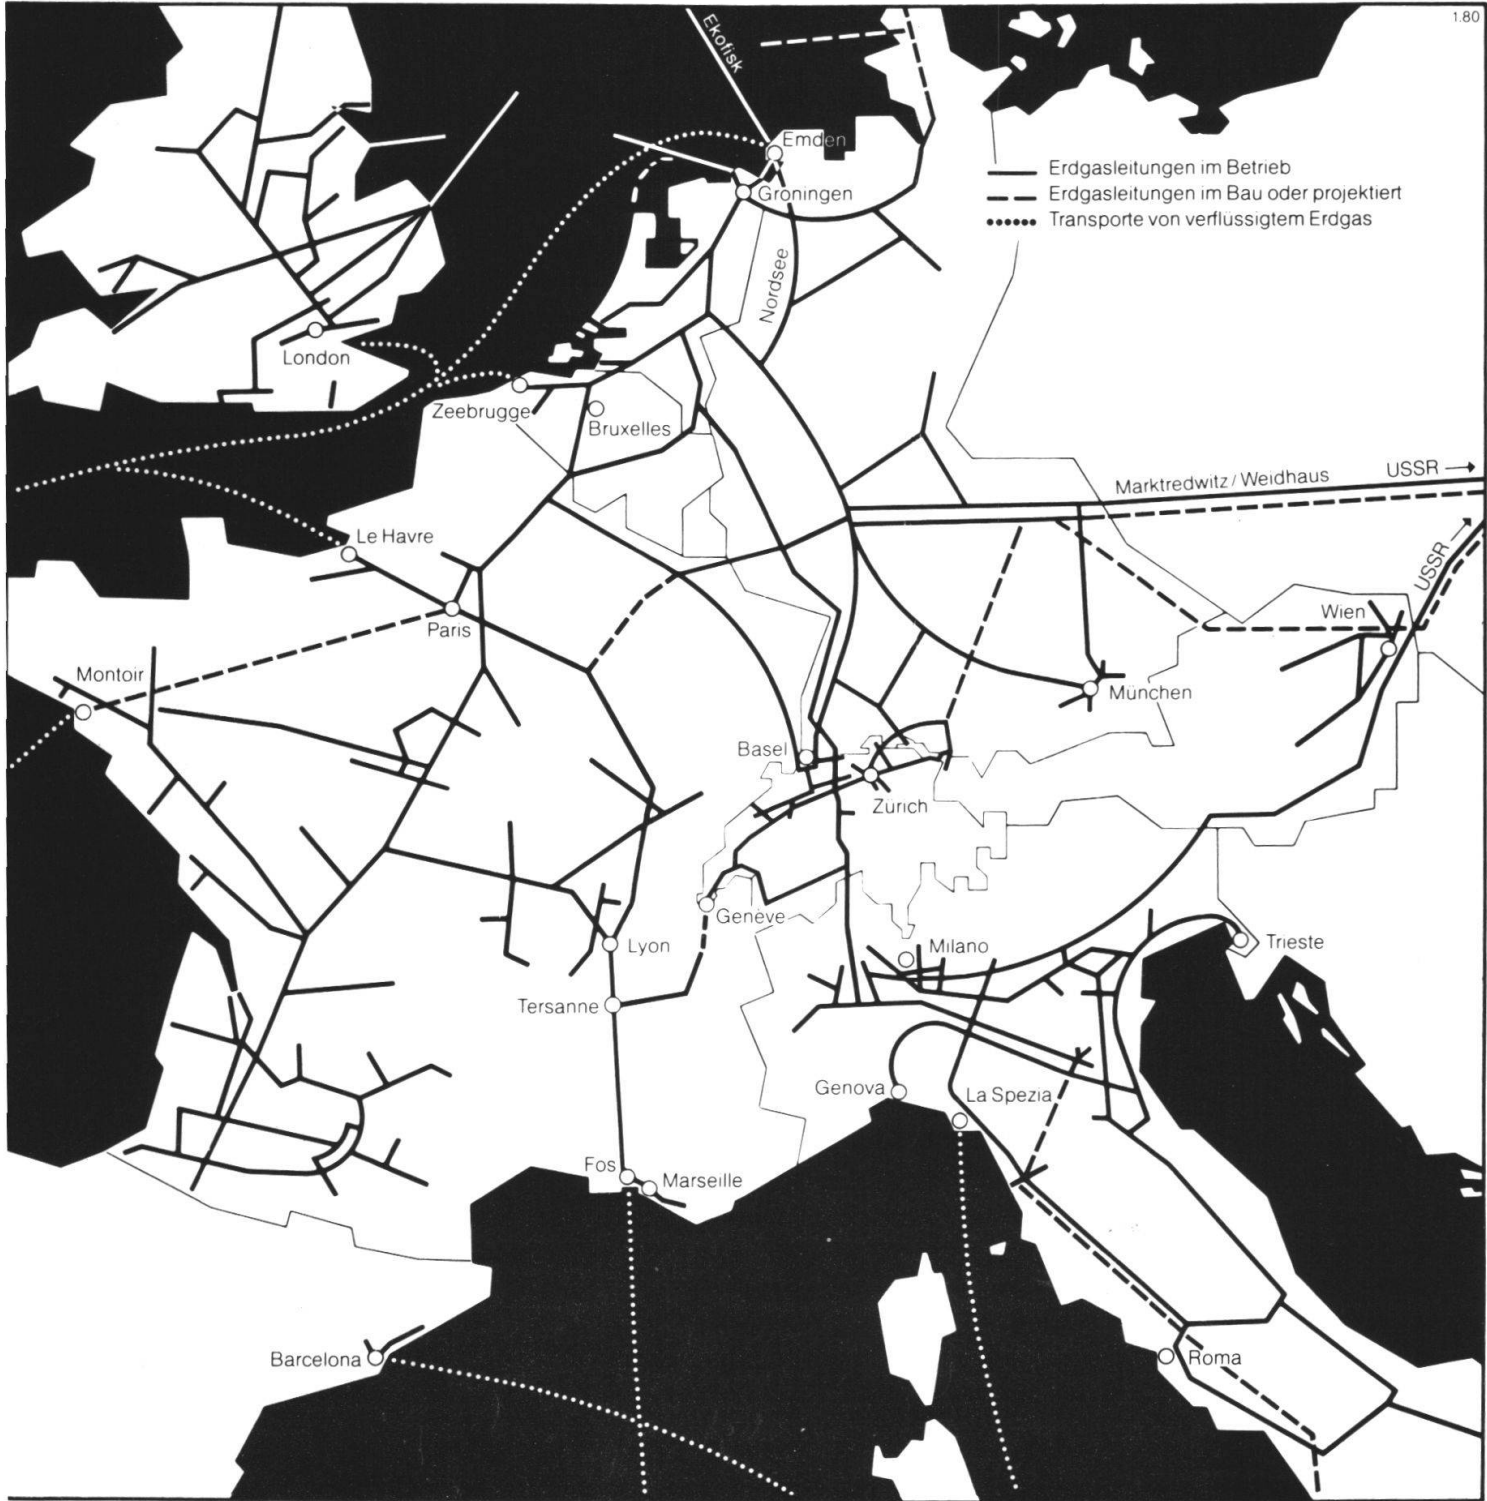 1.80
Ekofisk
Emden
Groningen
Erdgasleitungen im Betrieb
Erdgasleitungen im Bau oder projektiert
Transporte von verflüssigtem Erdgas
Nordsee
London
Zeebrugge
Bruxelles
Marktredwitz / Weidhaus
USSR →
USSR →
Le Havre
Paris
Wien
Montoir
München
Basel
Zürich
Genève
Lyon
Milano
Trieste
Tersanne
Genova
La Spezia
Fos
Marseille
Barcelona
Roma